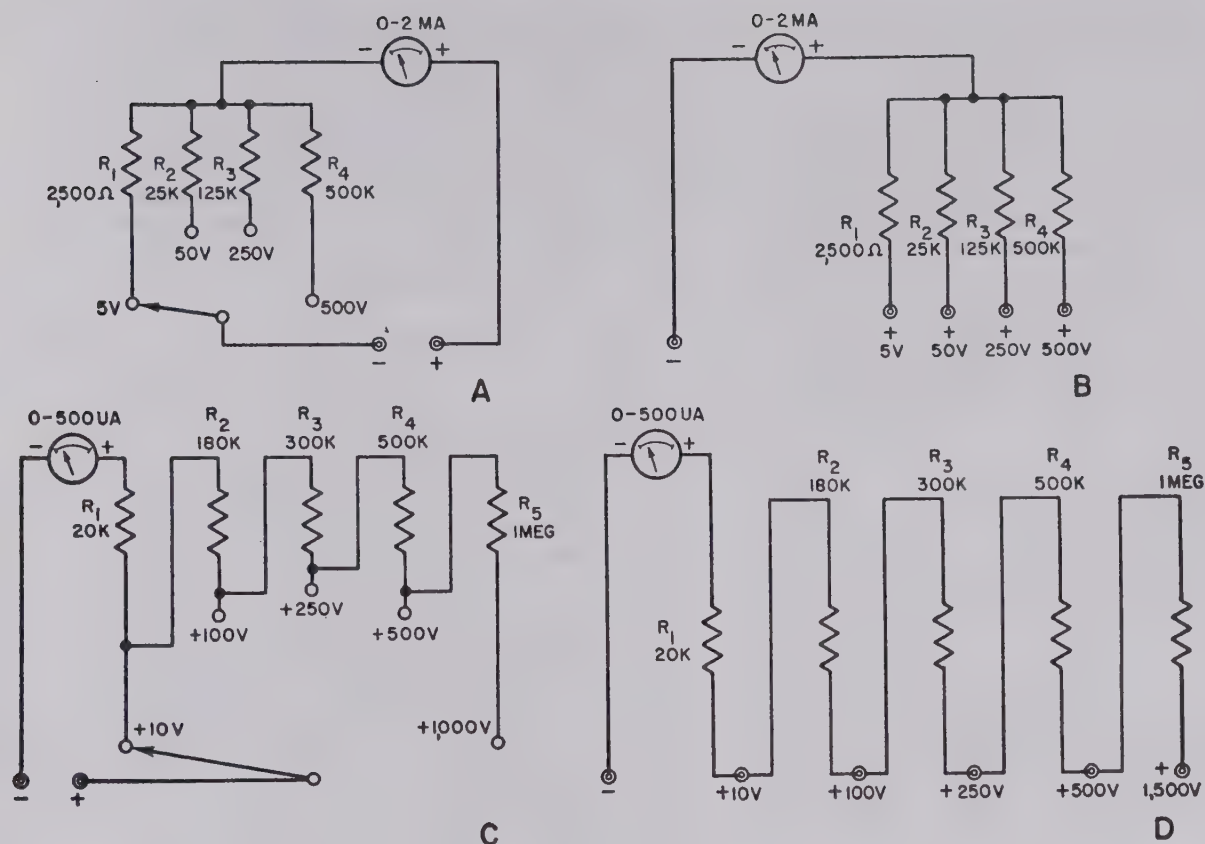 0-2 MA
- +
R1
2,500Ω
R2
25K
R3
125K
R4
500K
50V
250V
5V
500V
- +
A
0-2 MA
- +
R1
2,500Ω
R2
25K
R3
125K
R4
500K
-
+ + + +
5V 50V 250V 500V
B
0-500UA
- +
R1
20K
R2
180K
R3
300K
R4
500K
R5
1MEG
+100V
+250V
+500V
+10V
+1,000V
- +
C
0-500UA
- +
R1
20K
R2
180K
R3
300K
R4
500K
R5
1MEG
-
+10V
+100V
+250V
+500V
+
1,500V
D